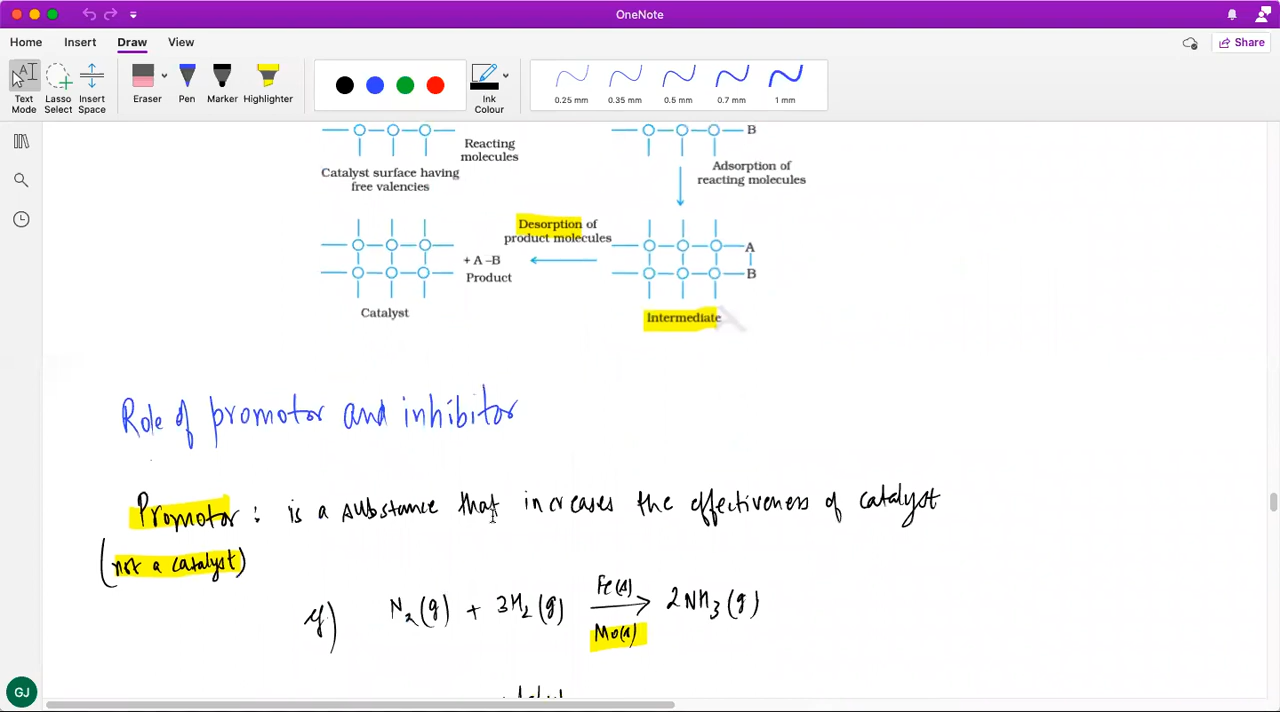 OneNote
Home Insert Draw View
Share
Text Mode
Lasso Select
Insert Space
Eraser
Pen
Marker
Highlighter
Ink Colour
0.25 mm
0.35 mm
0.5 mm
0.7 mm
1 mm
B
Reacting
molecules
Catalyst surface having
free valencies
Adsorption of
reacting molecules
Desorption of
product molecules
+ A –B
Product
A
B
Catalyst
Intermediate
Role of promotor and inhibitor
Promotor : is a substance that increases the effectiveness of catalyst
(not a catalyst)
N₂(g) + 3H₂(g) Fe(s) 2NH₃(g)
Mo(s)
GJ